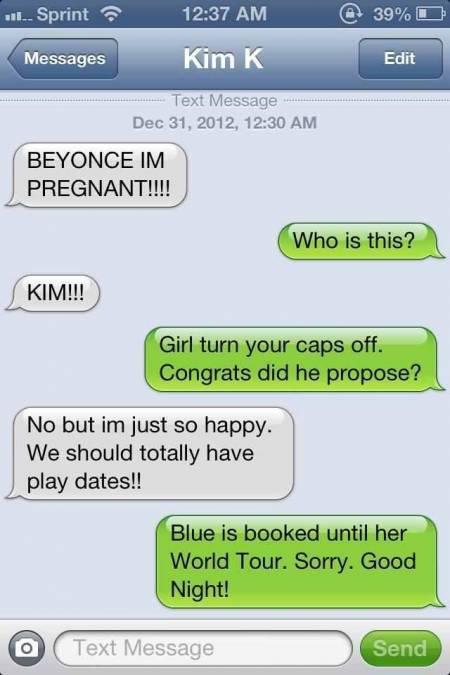 Sprint 12:37 AM 39%
Messages Kim K Edit
Text Message
Dec 31, 2012, 12:30 AM
BEYONCE IM
PREGNANT!!!!
Who is this?
KIM!!!
Girl turn your caps off.
Congrats did he propose?
No but im just so happy.
We should totally have
play dates!!
Blue is booked until her
World Tour. Sorry. Good
Night!
Text Message Send